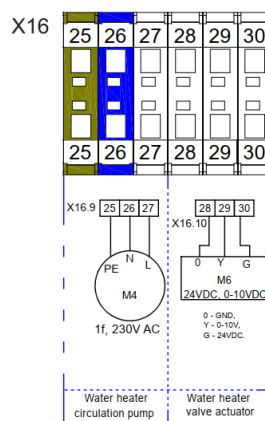 X16
25 26 27 28 29 30
25 26 27 28 29 30
X16.9 25 26 27
X16.10 28 29 30
PE N L
M4
1f, 230V AC
0 Y G
M6
24VDC, 0-10VDC
0 - GND,
Y - 0-10V,
G - 24VDC.
Water heater
circulation pump
Water heater
valve actuator